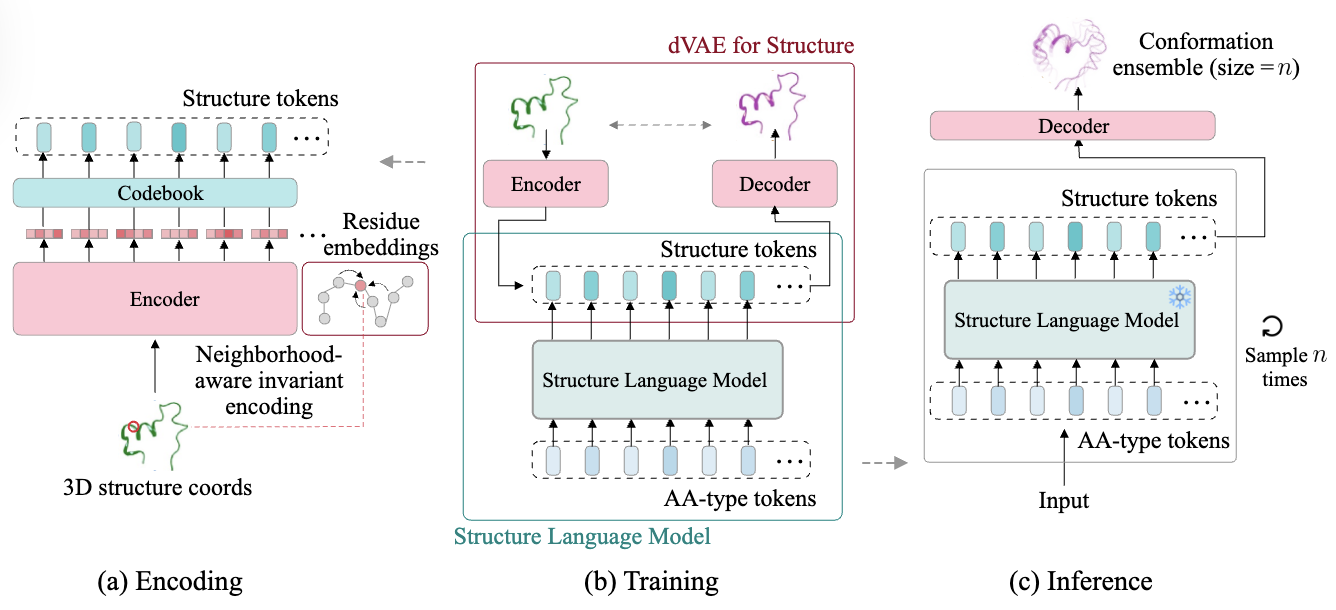 Structure tokens
Codebook
Residue
embeddings
Encoder
Neighborhood-
aware invariant
encoding
3D structure coords
(a) Encoding
dVAE for Structure
Encoder
Decoder
Structure tokens
Structure Language Model
AA-type tokens
Structure Language Model
(b) Training
Conformation
ensemble (size = n)
Decoder
Structure tokens
Structure Language Model
Sample n
times
AA-type tokens
Input
(c) Inference